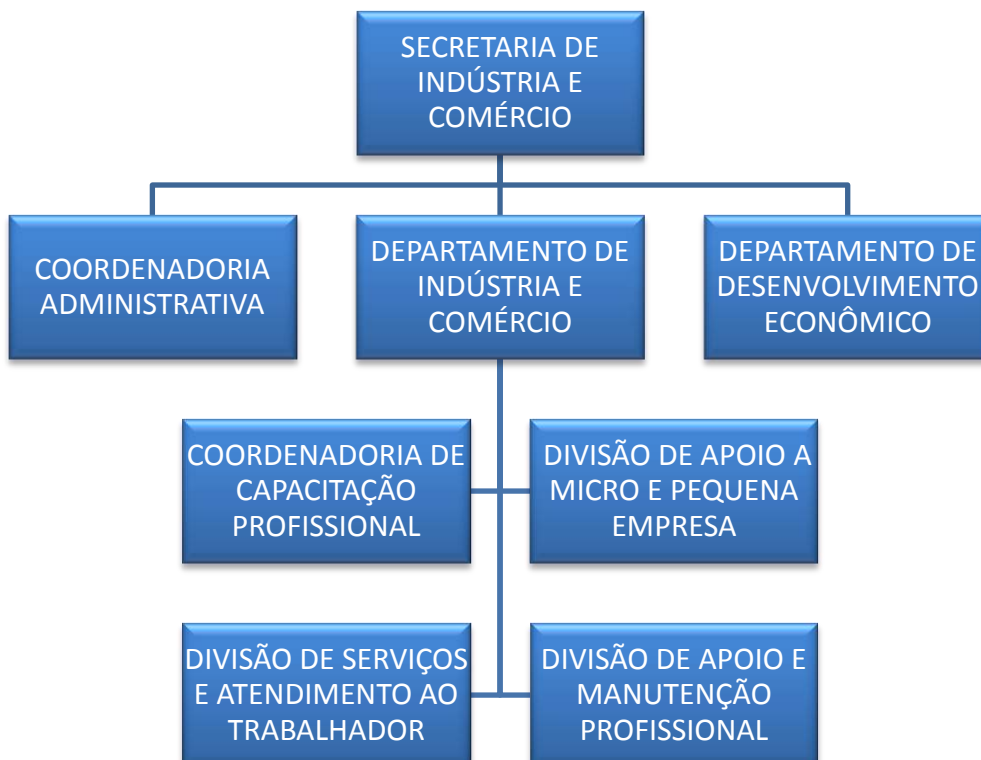 SECRETARIA DE
INDÚSTRIA E
COMÉRCIO
COORDENADORIA
ADMINISTRATIVA
DEPARTAMENTO DE
INDÚSTRIA E
COMÉRCIO
DEPARTAMENTO DE
DESENVOLVIMENTO
ECONÔMICO
COORDENADORIA DE
CAPACITAÇÃO
PROFISSIONAL
DIVISÃO DE APOIO A
MICRO E PEQUENA
EMPRESA
DIVISÃO DE SERVIÇOS
E ATENDIMENTO AO
TRABALHADOR
DIVISÃO DE APOIO E
MANUTENÇÃO
PROFISSIONAL